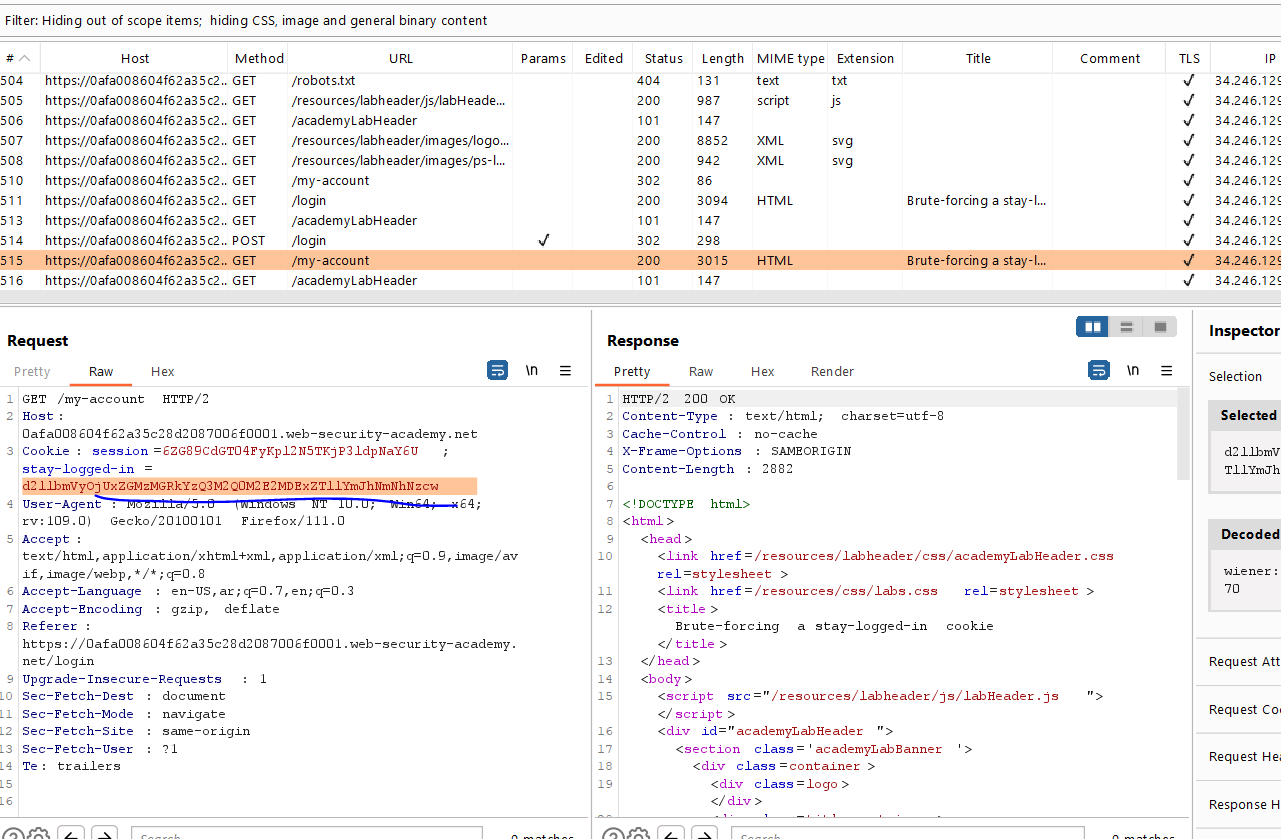 Filter: Hiding out of scope items; hiding CSS, image and general binary content
# Host Method URL Params Edited Status Length MIME type Extension Title Comment TLS IP
504 https://0afa008604f62a35c2... GET /robots.txt 404 131 text txt ✓ 34.246.129
505 https://0afa008604f62a35c2... GET /resources/labheader/js/labHeade... 200 987 script js ✓ 34.246.129
506 https://0afa008604f62a35c2... GET /academyLabHeader 101 147 ✓ 34.246.129
507 https://0afa008604f62a35c2... GET /resources/labheader/images/logo... 200 8852 XML svg ✓ 34.246.129
508 https://0afa008604f62a35c2... GET /resources/labheader/images/ps-l... 200 942 XML svg ✓ 34.246.129
510 https://0afa008604f62a35c2... GET /my-account 302 86 ✓ 34.246.129
511 https://0afa008604f62a35c2... GET /login 200 3094 HTML Brute-forcing a stay-l... ✓ 34.246.129
513 https://0afa008604f62a35c2... GET /academyLabHeader 101 147 ✓ 34.246.129
514 https://0afa008604f62a35c2... POST /login ✓ 302 298 ✓ 34.246.129
515 https://0afa008604f62a35c2... GET /my-account 200 3015 HTML Brute-forcing a stay-l... ✓ 34.246.129
516 https://0afa008604f62a35c2... GET /academyLabHeader 101 147 ✓ 34.246.129
Request
Pretty Raw Hex \n
1 GET /my-account HTTP/2
2 Host :
0afa008604f62a35c28d2087006f0001.web-security-academy.net
3 Cookie : session =6ZG89CdGT04FyKpl2N5TKjP3ldpNaY6U ;
stay-logged-in =
d2llbmVyOjUxZGMzMGRkYzQ3M2Q0M2E2MDExZTllYmJhNmNhNzcw
4 User-Agent : Mozilla/5.0 (Windows NT 10.0; Win64; x64;
rv:109.0) Gecko/20100101 Firefox/111.0
5 Accept :
text/html,application/xhtml+xml,application/xml;q=0.9,image/av
if,image/webp,*/*;q=0.8
6 Accept-Language : en-US,ar;q=0.7,en;q=0.3
7 Accept-Encoding : gzip, deflate
8 Referer :
https://0afa008604f62a35c28d2087006f0001.web-security-academy.
net/login
9 Upgrade-Insecure-Requests : 1
10 Sec-Fetch-Dest : document
11 Sec-Fetch-Mode : navigate
12 Sec-Fetch-Site : same-origin
13 Sec-Fetch-User : ?1
14 Te: trailers
15
16
Search... 0 matches
Response
Pretty Raw Hex Render \n
1 HTTP/2 200 OK
2 Content-Type : text/html; charset=utf-8
3 Cache-Control : no-cache
4 X-Frame-Options : SAMEORIGIN
5 Content-Length : 2882
6
7 <!DOCTYPE html>
8 <html >
9 <head >
10 <link href=/resources/labheader/css/academyLabHeader.css
rel=stylesheet >
11 <link href=/resources/css/labs.css rel=stylesheet >
12 <title >
Brute-forcing a stay-logged-in cookie
</title >
13 </head >
14 <body >
15 <script src="/resources/labheader/js/labHeader.js ">
</script >
16 <div id="academyLabHeader ">
17 <section class='academyLabBanner '>
18 <div class=container >
19 <div class=logo >
</div >
Search... 0 matches
Inspector
Selection
Selected
d2llbmV
TllYmJh
Decoded
wiener:
70
Request Att
Request Coo
Request Hea
Response H